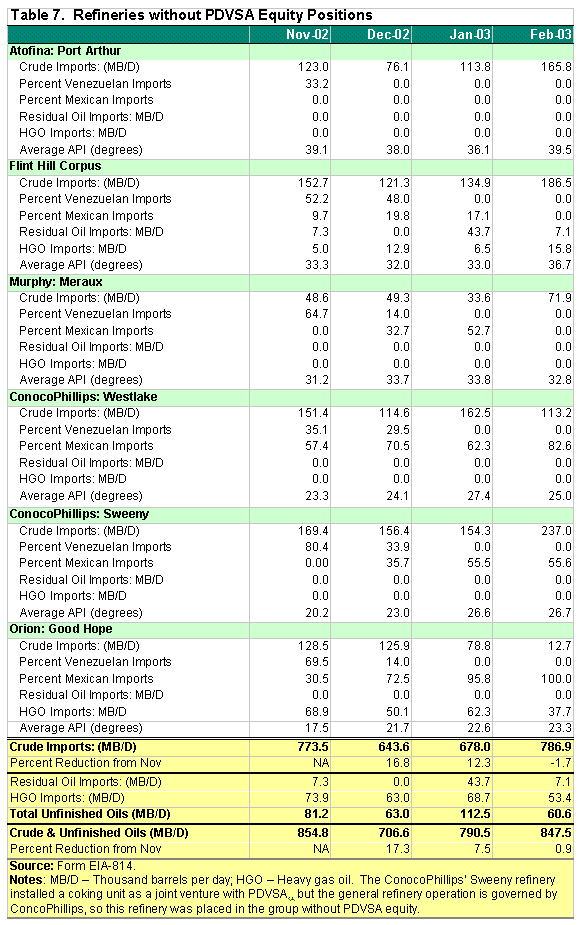 Table 7. Refineries without PDVSA Equity Positions
Nov-02 Dec-02 Jan-03 Feb-03
Atofina: Port Arthur
Crude Imports: (MB/D) 123.0 76.1 113.8 165.8
Percent Venezuelan Imports 33.2 0.0 0.0 0.0
Percent Mexican Imports 0.0 0.0 0.0 0.0
Residual Oil Imports: MB/D 0.0 0.0 0.0 0.0
HGO Imports: MB/D 0.0 0.0 0.0 0.0
Average API (degrees) 39.1 38.0 36.1 39.5
Flint Hill Corpus
Crude Imports: (MB/D) 152.7 121.3 134.9 186.5
Percent Venezuelan Imports 52.2 48.0 0.0 0.0
Percent Mexican Imports 9.7 19.8 17.1 0.0
Residual Oil Imports: MB/D 7.3 0.0 43.7 7.1
HGO Imports: MB/D 5.0 12.9 6.5 15.8
Average API (degrees) 33.3 32.0 33.0 36.7
Murphy: Meraux
Crude Imports: (MB/D) 48.6 49.3 33.6 71.9
Percent Venezuelan Imports 64.7 14.0 0.0 0.0
Percent Mexican Imports 0.0 32.7 52.7 0.0
Residual Oil Imports: MB/D 0.0 0.0 0.0 0.0
HGO Imports: MB/D 0.0 0.0 0.0 0.0
Average API (degrees) 31.2 33.7 33.8 32.8
ConocoPhillips: Westlake
Crude Imports: (MB/D) 151.4 114.6 162.5 113.2
Percent Venezuelan Imports 35.1 29.5 0.0 0.0
Percent Mexican Imports 57.4 70.5 62.3 82.6
Residual Oil Imports: MB/D 0.0 0.0 0.0 0.0
HGO Imports: MB/D 0.0 0.0 0.0 0.0
Average API (degrees) 23.3 24.1 27.4 25.0
ConocoPhillips: Sweeny
Crude Imports: (MB/D) 169.4 156.4 154.3 237.0
Percent Venezuelan Imports 80.4 33.9 0.0 0.0
Percent Mexican Imports 0.00 35.7 55.5 55.6
Residual Oil Imports: MB/D 0.0 0.0 0.0 0.0
HGO Imports: MB/D 0.0 0.0 0.0 0.0
Average API (degrees) 20.2 23.0 26.6 26.7
Orion: Good Hope
Crude Imports: (MB/D) 128.5 125.9 78.8 12.7
Percent Venezuelan Imports 69.5 14.0 0.0 0.0
Percent Mexican Imports 30.5 72.5 95.8 100.0
Residual Oil Imports: MB/D 0.0 0.0 0.0 0.0
HGO Imports: MB/D 68.9 50.1 62.3 37.7
Average API (degrees) 17.5 21.7 22.6 23.3
Crude Imports: (MB/D) 773.5 643.6 678.0 786.9
Percent Reduction from Nov NA 16.8 12.3 -1.7
Residual Oil Imports: (MB/D) 7.3 0.0 43.7 7.1
HGO Imports: (MB/D) 73.9 63.0 68.7 53.4
Total Unfinished Oils (MB/D) 81.2 63.0 112.5 60.6
Crude & Unfinished Oils (MB/D) 854.8 706.6 790.5 847.5
Percent Reduction from Nov NA 17.3 7.5 0.9
Source: Form EIA-814.
Notes: MB/D – Thousand barrels per day; HGO – Heavy gas oil. The ConocoPhillips' Sweeny refinery
installed a coking unit as a joint venture with PDVSA,, but the general refinery operation is governed by
ConcoPhillips, so this refinery was placed in the group without PDVSA equity.